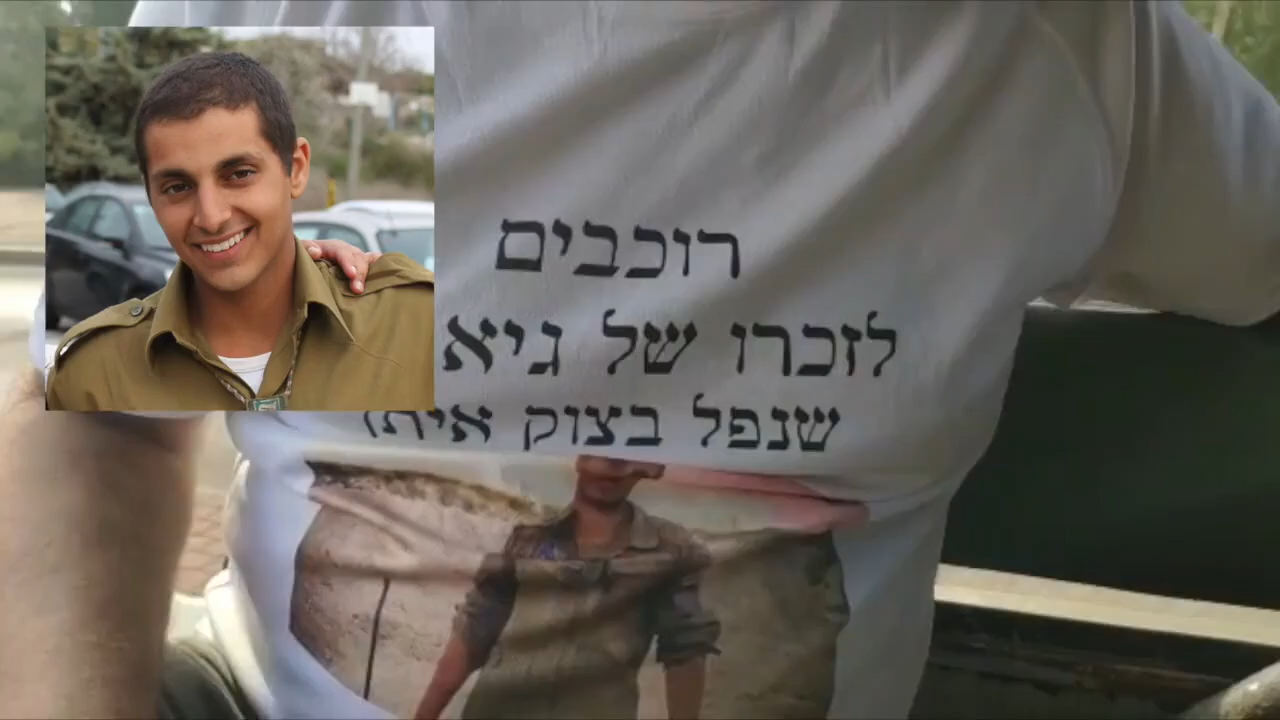 רוכבים
לזכרו של גיא
שנפל בצוק איתן